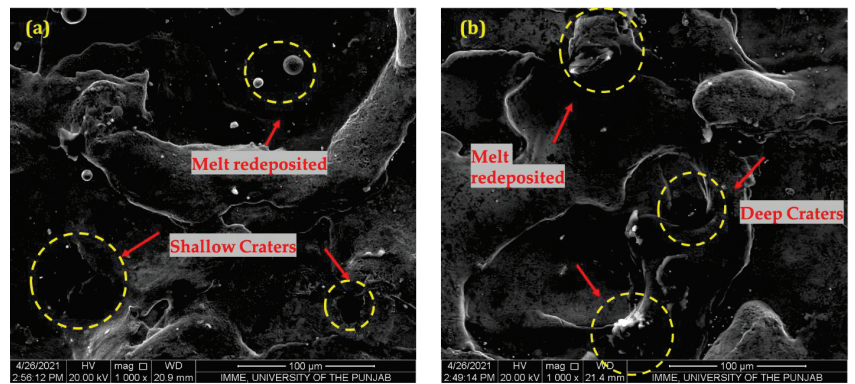 (a)
Melt redeposited
Shallow Craters
4/26/2021 HV mag □ WD 100 μm
2:56:12 PM 20.00 kV 1 000 x 20.9 mm IMME, UNIVERSITY OF THE PUNJAB
(b)
Melt
redeposited
Deep Craters
4/26/2021 HV mag □ WD 100 μm
2:49:14 PM 20.00 kV 1 000 x 21.4 mm IMME, UNIVERSITY OF THE PUNJAB